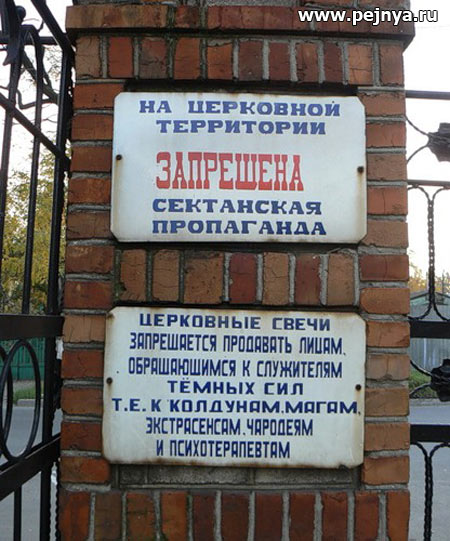 www.pejnya.ru
НА ЦЕРКОВНОЙ
ТЕРРИТОРИИ
ЗАПРЕШЕНА
СЕКТАНСКАЯ
ПРОПАГАНДА
ЦЕРКОВНЫЕ СВЕЧИ
ЗАПРЕЩАЕТСЯ ПРОДАВАТЬ ЛИЦАМ,
ОБРАЩАЮЩИМСЯ К СЛУЖИТЕЛЯМ
ТЁМНЫХ СИЛ
Т.Е. К КОЛДУНАМ, МАГАМ,
ЭКСТРАСЕНСАМ, ЧАРОДЕЯМ
И ПСИХОТЕРАПЕВТАМ